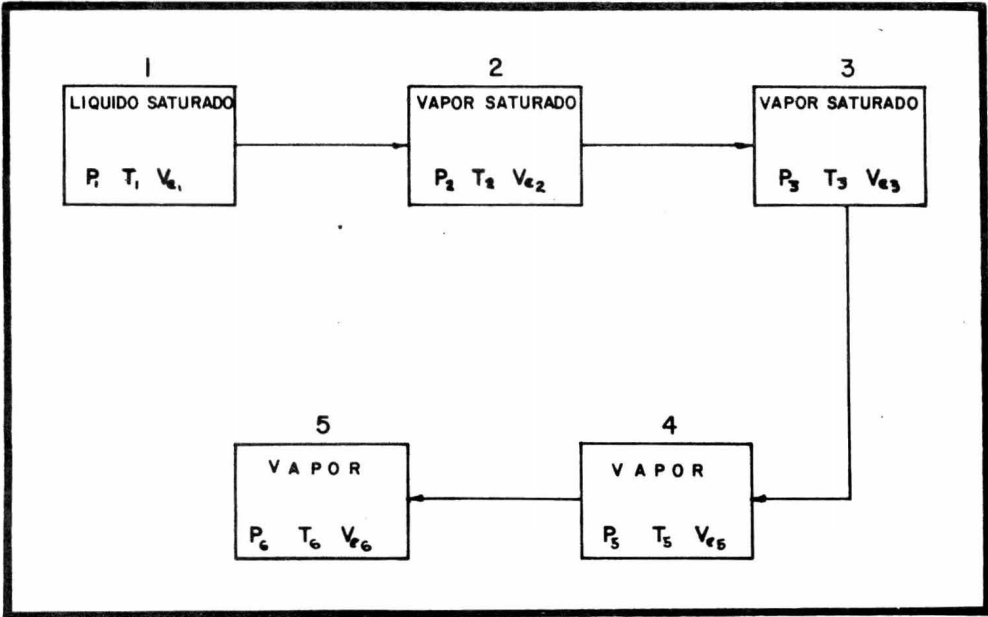 1
LIQUIDO SATURADO
P₁ T₁ Ve₁
2
VAPOR SATURADO
P₂ T₂ Ve₂
3
VAPOR SATURADO
P₃ T₃ Ve₃
4
VAPOR
P₅ T₅ Ve₅
5
VAPOR
P₆ T₆ Ve₆